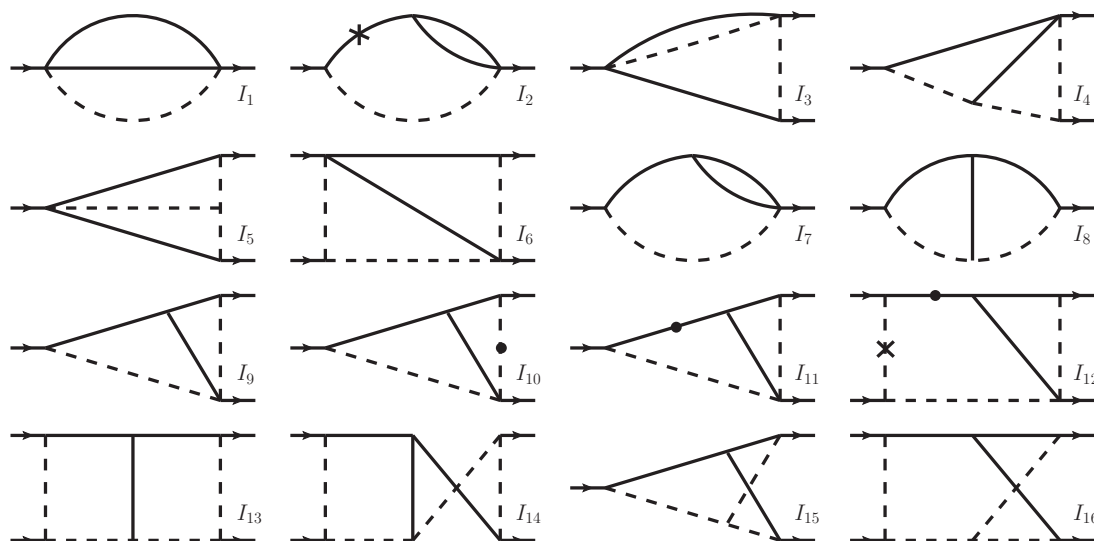 I₁ I₂ I₃ I₄
I₅ I₆ I₇ I₈
I₉ I₁₀ I₁₁ I₁₂
I₁₃ I₁₄ I₁₅ I₁₆